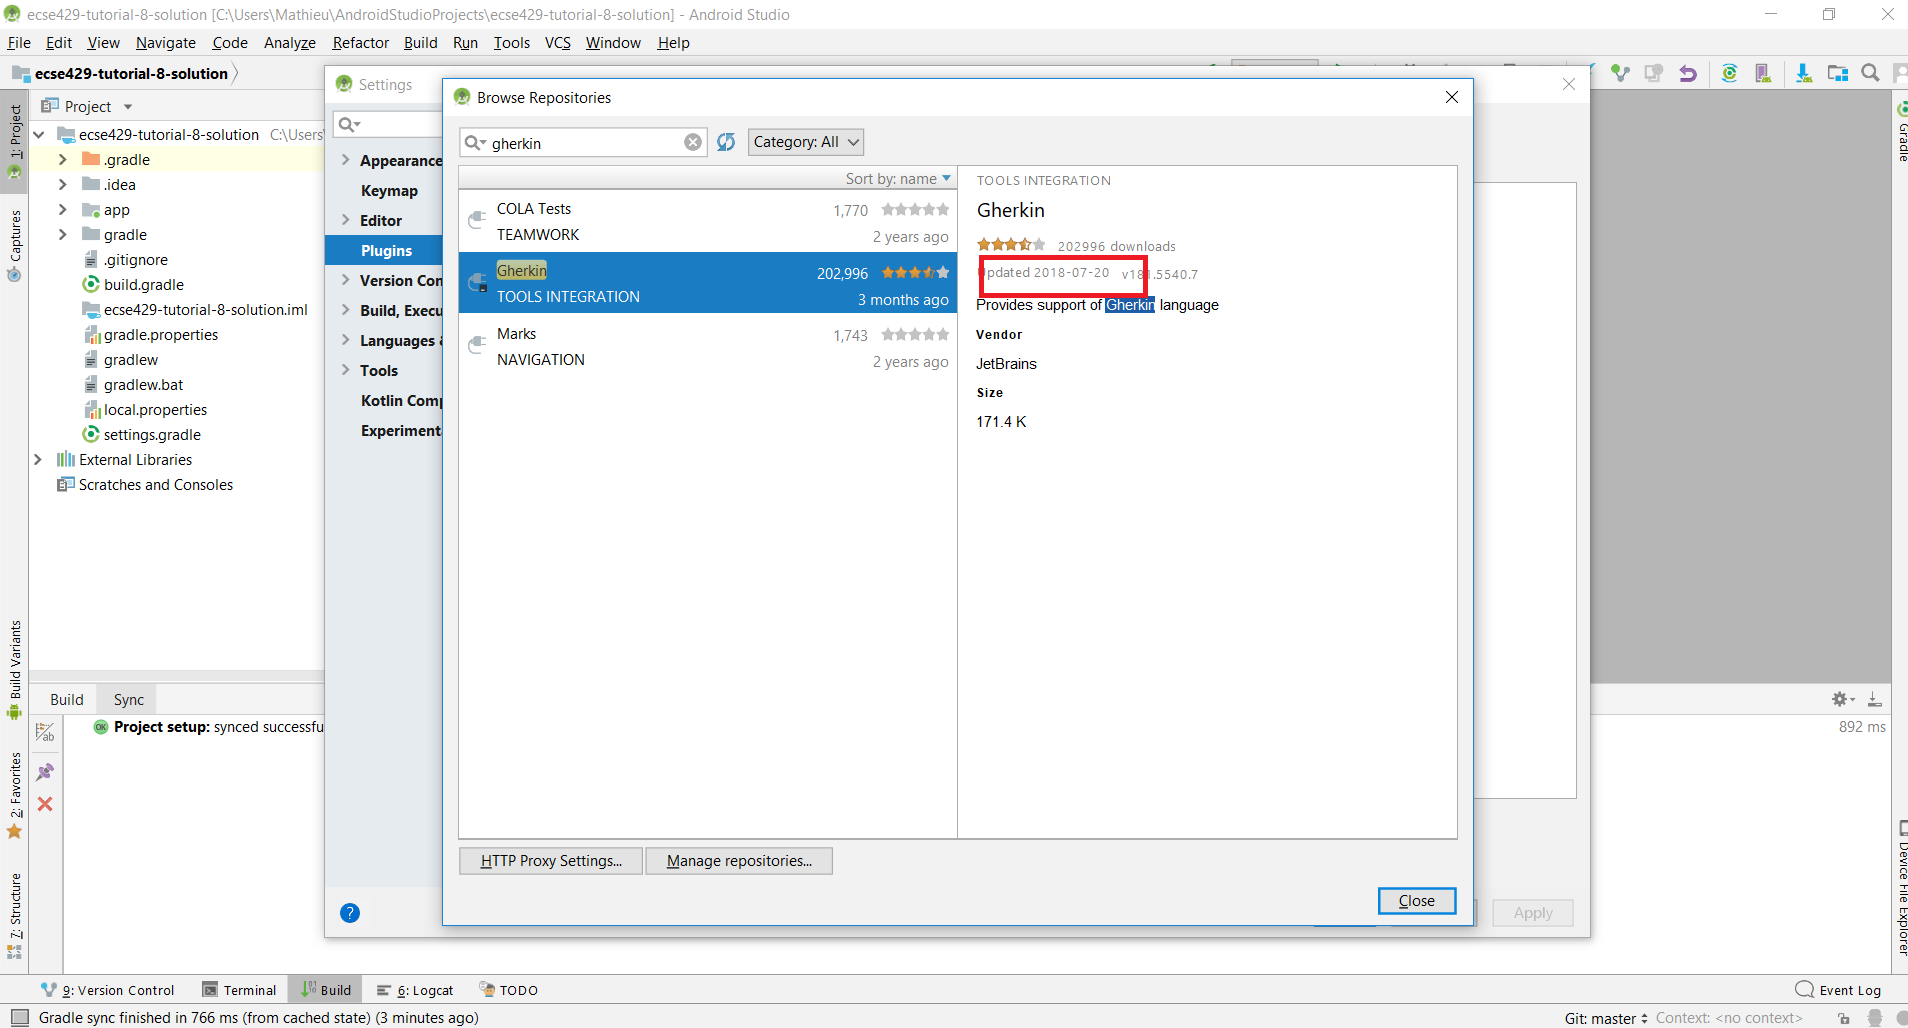 ecse429-tutorial-8-solution [C:\Users\Mathieu\AndroidStudioProjects\ecse429-tutorial-8-solution] - Android Studio
File Edit View Navigate Code Analyze Refactor Build Run Tools VCS Window Help
ecse429-tutorial-8-solution
1: Project
Captures
Build Variants
2: Favorites
7: Structure
Project
ecse429-tutorial-8-solution C:\Users\
.gradle
.idea
app
gradle
.gitignore
build.gradle
ecse429-tutorial-8-solution.iml
gradle.properties
gradlew
gradlew.bat
local.properties
settings.gradle
External Libraries
Scratches and Consoles
Settings
Appearance
Keymap
Editor
Plugins
Version Con
Build, Execu
Languages
Tools
Kotlin Comp
Experiment
?
Apply
Browse Repositories
gherkin
Category: All
Sort by: name
COLA Tests 1,770
TEAMWORK 2 years ago
Gherkin 202,996
TOOLS INTEGRATION 3 months ago
Marks 1,743
NAVIGATION 2 years ago
TOOLS INTEGRATION
Gherkin
202996 downloads
Updated 2018-07-20 v181.5540.7
Provides support of Gherkin language
Vendor
JetBrains
Size
171.4 K
HTTP Proxy Settings... Manage repositories...
Close
Gradle
Device File Explorer
Build Sync
OK Project setup: synced successfu
892 ms
9: Version Control Terminal Build 6: Logcat TODO Event Log
Gradle sync finished in 766 ms (from cached state) (3 minutes ago) Git: master Context: <no context>